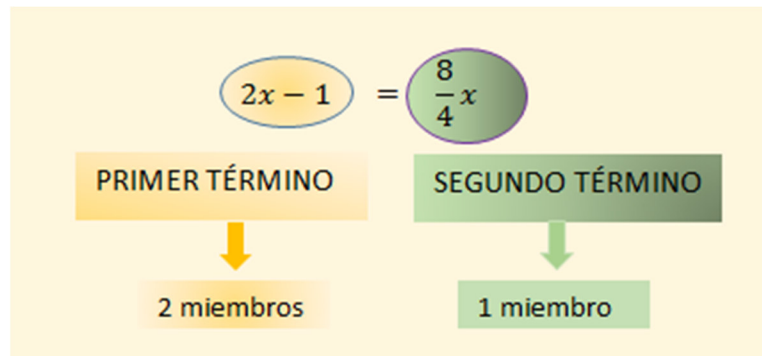 2x − 1 = 8/4 x
PRIMER TÉRMINO SEGUNDO TÉRMINO
2 miembros 1 miembro